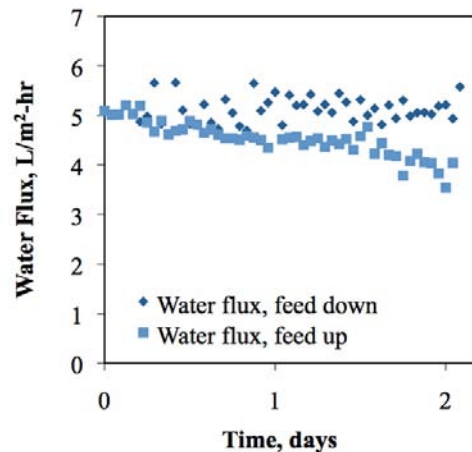 7
6
5
4
3
2
1
0
Water Flux, L/m²-hr
Water flux, feed down
Water flux, feed up
0 1 2
Time, days